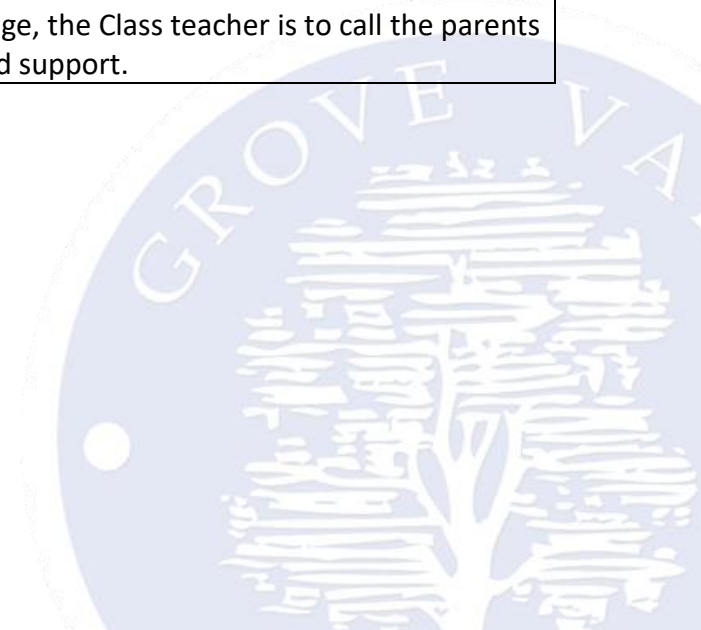 ge, the Class teacher is to call the parents
d support.
GROVE VA